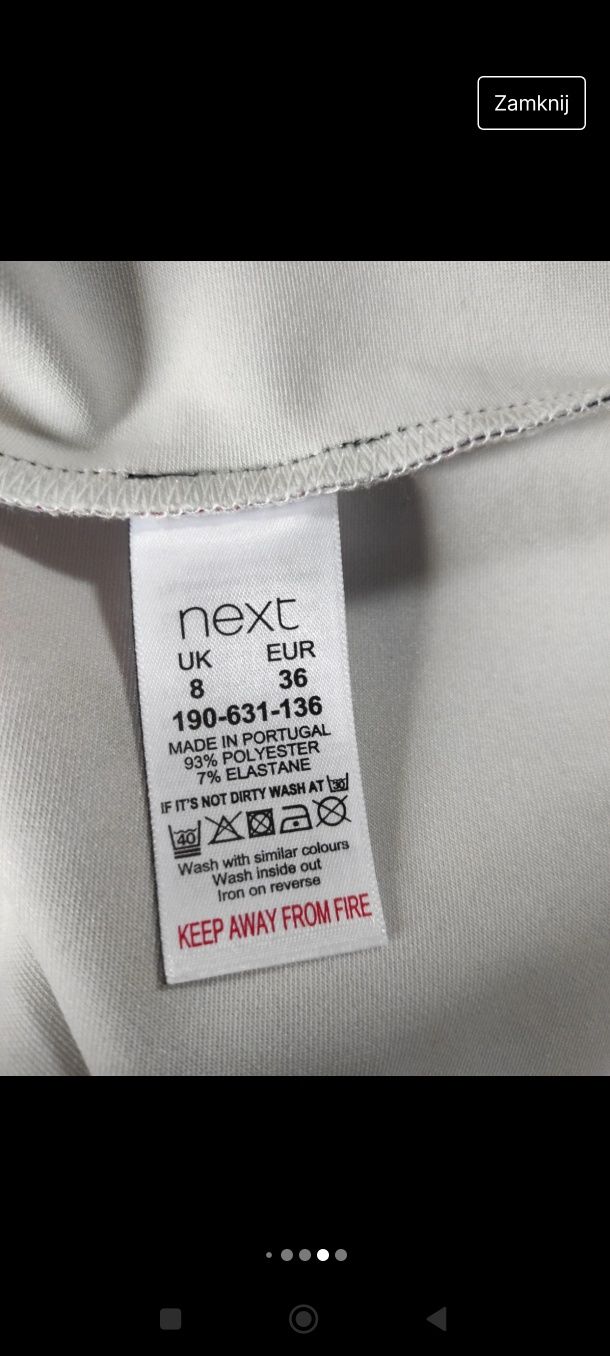 Zamknij
next
UK EUR
8 36
190-631-136
MADE IN PORTUGAL
93% POLYESTER
7% ELASTANE
IF IT'S NOT DIRTY WASH AT 30
40
Wash with similar colours
Wash inside out
Iron on reverse
KEEP AWAY FROM FIRE